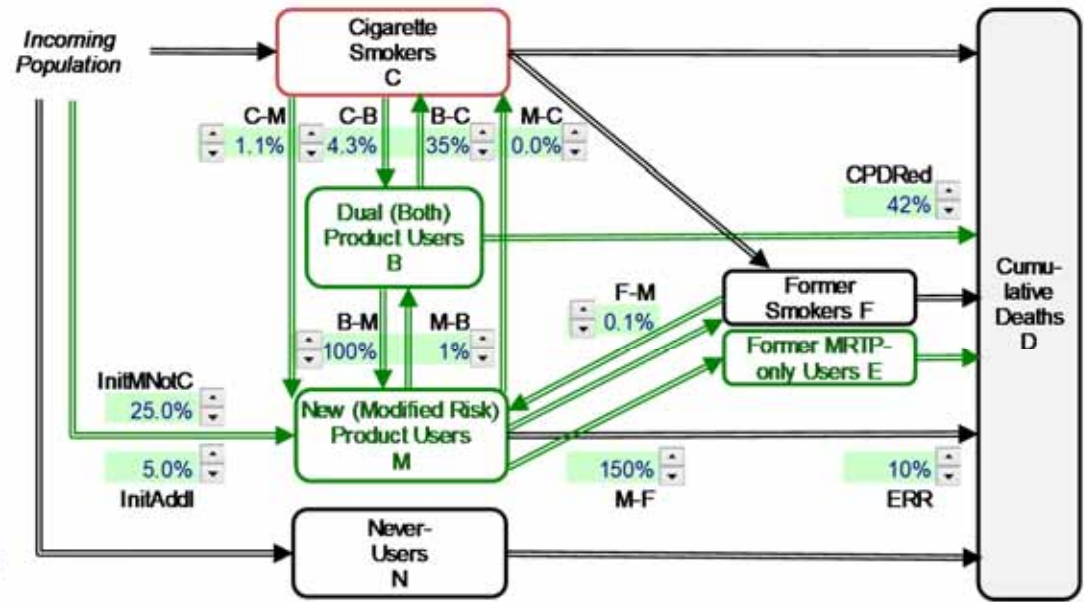 Incoming
Population
Cigarette
Smokers
C
C-M
1.1%
C-B
4.3%
B-C
35%
M-C
0.0%
CPDRed
42%
Dual (Both)
Product Users
B
Cumu-
lative
Deaths
D
F-M
0.1%
Former
Smokers F
Former MRTP-
only Users E
B-M
100%
M-B
1%
InitMNotC
25.0%
New (Modified Risk)
Product Users
M
5.0%
InitAddl
150%
M-F
10%
ERR
Never-
Users
N